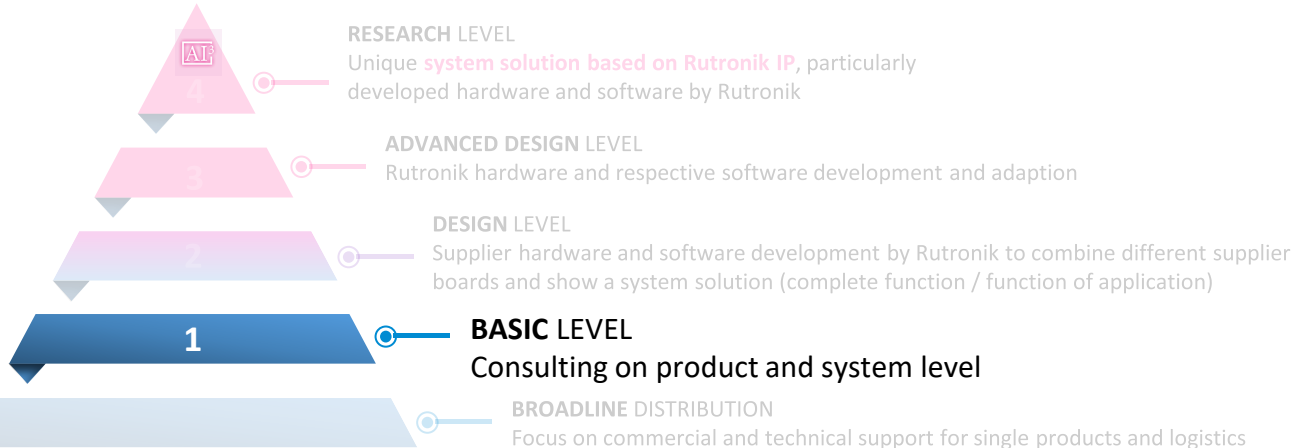 AI³
4
RESEARCH LEVEL
Unique system solution based on Rutronik IP, particularly
developed hardware and software by Rutronik
3
ADVANCED DESIGN LEVEL
Rutronik hardware and respective software development and adaption
2
DESIGN LEVEL
Supplier hardware and software development by Rutronik to combine different supplier
boards and show a system solution (complete function / function of application)
1
BASIC LEVEL
Consulting on product and system level
BROADLINE DISTRIBUTION
Focus on commercial and technical support for single products and logistics